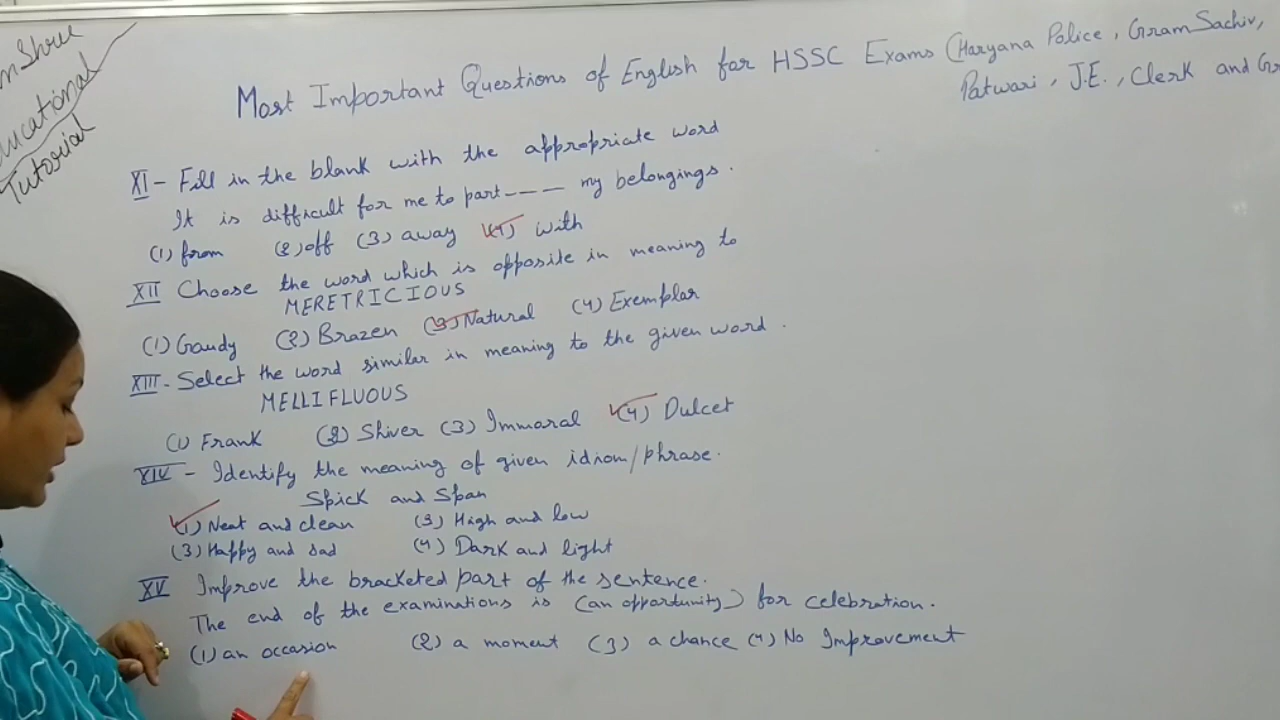 Shree
Educational
Tutorial
Most Important Questions of English for HSSC Exams (Haryana Police, Gram Sachiv,
Patwari, J.E., Clerk and
XI - Fill in the blank with the appropriate word
It is difficult for me to part---- my belongings.
(1) from (2) off (3) away (4) with
XII Choose the word which is opposite in meaning to
MERETRICIOUS
(1) Gaudy (2) Brazen (3) Natural (4) Exemplar
XIII - Select the word similar in meaning to the given word.
MELLIFLUOUS
(1) Frank (2) Shiver (3) Immoral (4) Dulcet
XIV - Identify the meaning of given idiom/phrase.
Spick and Span
(1) Neat and clean (3) High and low
(3) Happy and sad (4) Dark and light
XV Improve the bracketed part of the sentence.
The end of the examinations is (an opportunity) for celebration.
(1) an occasion (2) a moment (3) a chance (4) No Improvement